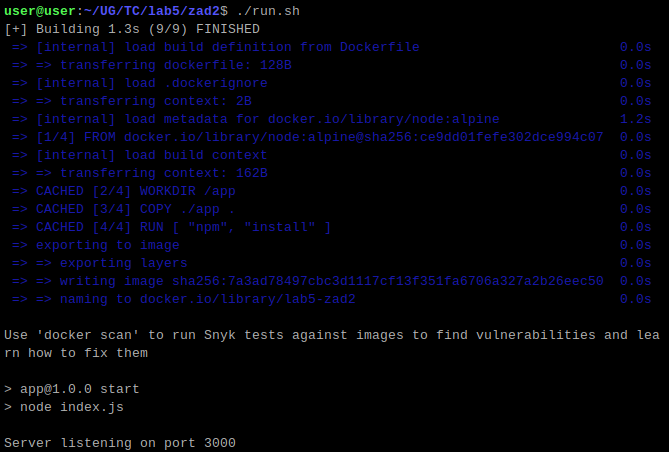 user@user:~/UG/TC/lab5/zad2$ ./run.sh
[+] Building 1.3s (9/9) FINISHED
=> [internal] load build definition from Dockerfile 0.0s
=> => transferring dockerfile: 128B 0.0s
=> [internal] load .dockerignore 0.0s
=> => transferring context: 2B 0.0s
=> [internal] load metadata for docker.io/library/node:alpine 1.2s
=> [1/4] FROM docker.io/library/node:alpine@sha256:ce9dd01fefe302dce994c07 0.0s
=> [internal] load build context 0.0s
=> => transferring context: 162B 0.0s
=> CACHED [2/4] WORKDIR /app 0.0s
=> CACHED [3/4] COPY ./app . 0.0s
=> CACHED [4/4] RUN [ "npm", "install" ] 0.0s
=> exporting to image 0.0s
=> => exporting layers 0.0s
=> => writing image sha256:7a3ad78497cbc3d1117cf13f351fa6706a327a2b26eec50 0.0s
=> => naming to docker.io/library/lab5-zad2 0.0s
Use 'docker scan' to run Snyk tests against images to find vulnerabilities and lea
rn how to fix them
> app@1.0.0 start
> node index.js
Server listening on port 3000